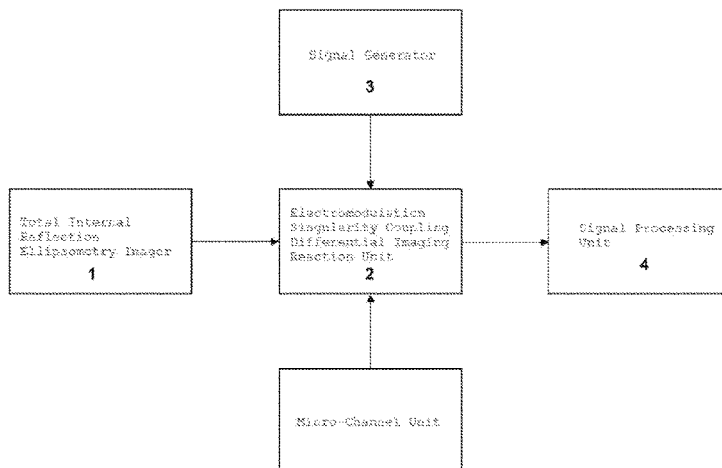 Signal Generator
3
Total Internal
Reflection
Ellipsometry Imager
1
Electromodulation
Singularity Coupling
Differential Imaging
Reaction Unit
2
Signal Processing
Unit
4
Micro-Channel Unit